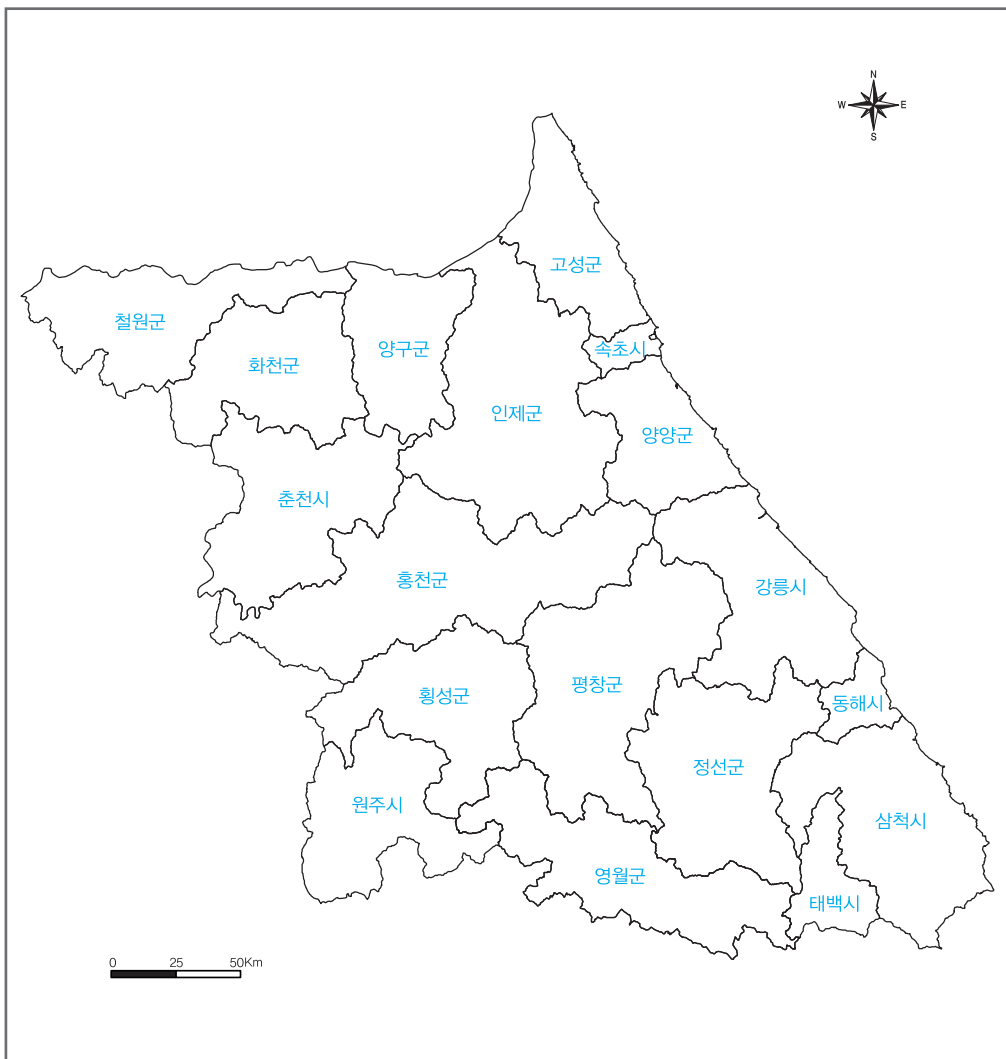 N
W E
S
고성군
철원군
속초시
양구군
화천군
인제군
양양군
춘천시
홍천군
강릉시
평창군
횡성군
동해시
정선군
원주시
삼척시
영월군
태백시
0 25 50Km